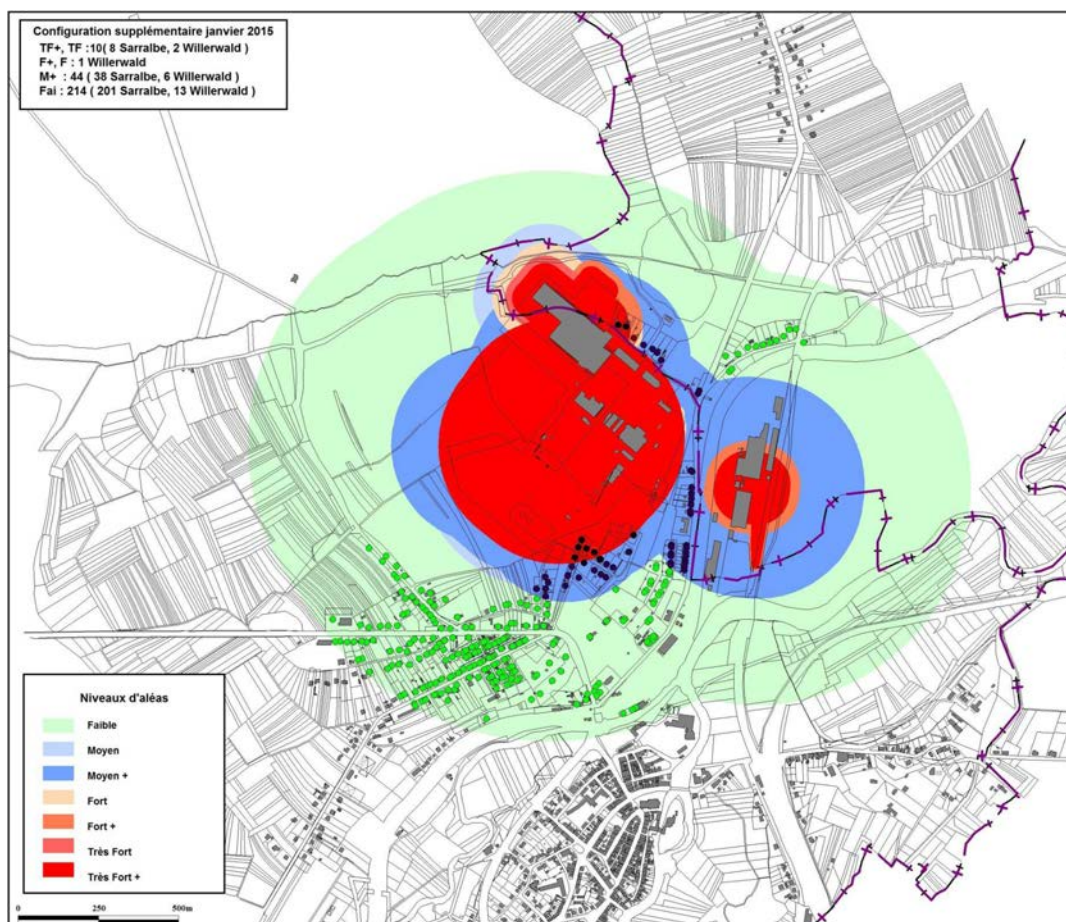 Configuration supplémentaire janvier 2015
TF+, TF :10( 8 Sarralbe, 2 Willerwald )
F+, F : 1 Willerwald
M+ : 44 ( 38 Sarralbe, 6 Willerwald )
Fai : 214 ( 201 Sarralbe, 13 Willerwald )
Niveaux d'aléas
Faible
Moyen
Moyen +
Fort
Fort +
Très Fort
Très Fort +
0 250 500m